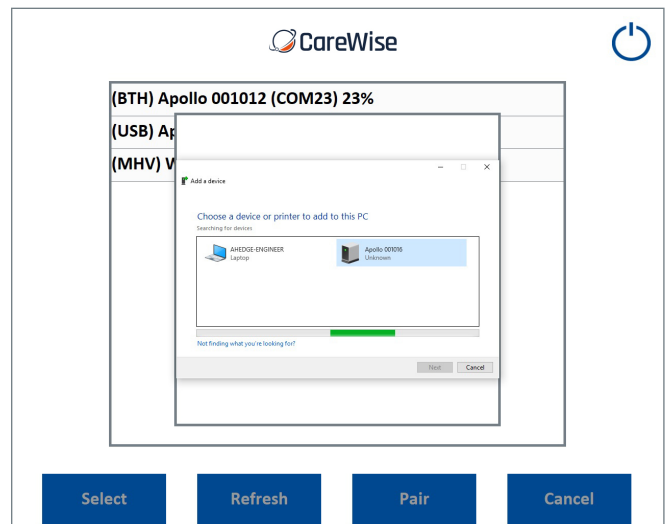 CareWise
(BTH) Apollo 001012 (COM23) 23%
(USB) Ap
(MHV) W
Add a device
Choose a device or printer to add to this PC
Searching for devices
AHEDGE-ENGINEER
Laptop
Apollo 001016
Unknown
Not finding what you're looking for?
Next
Cancel
Select
Refresh
Pair
Cancel